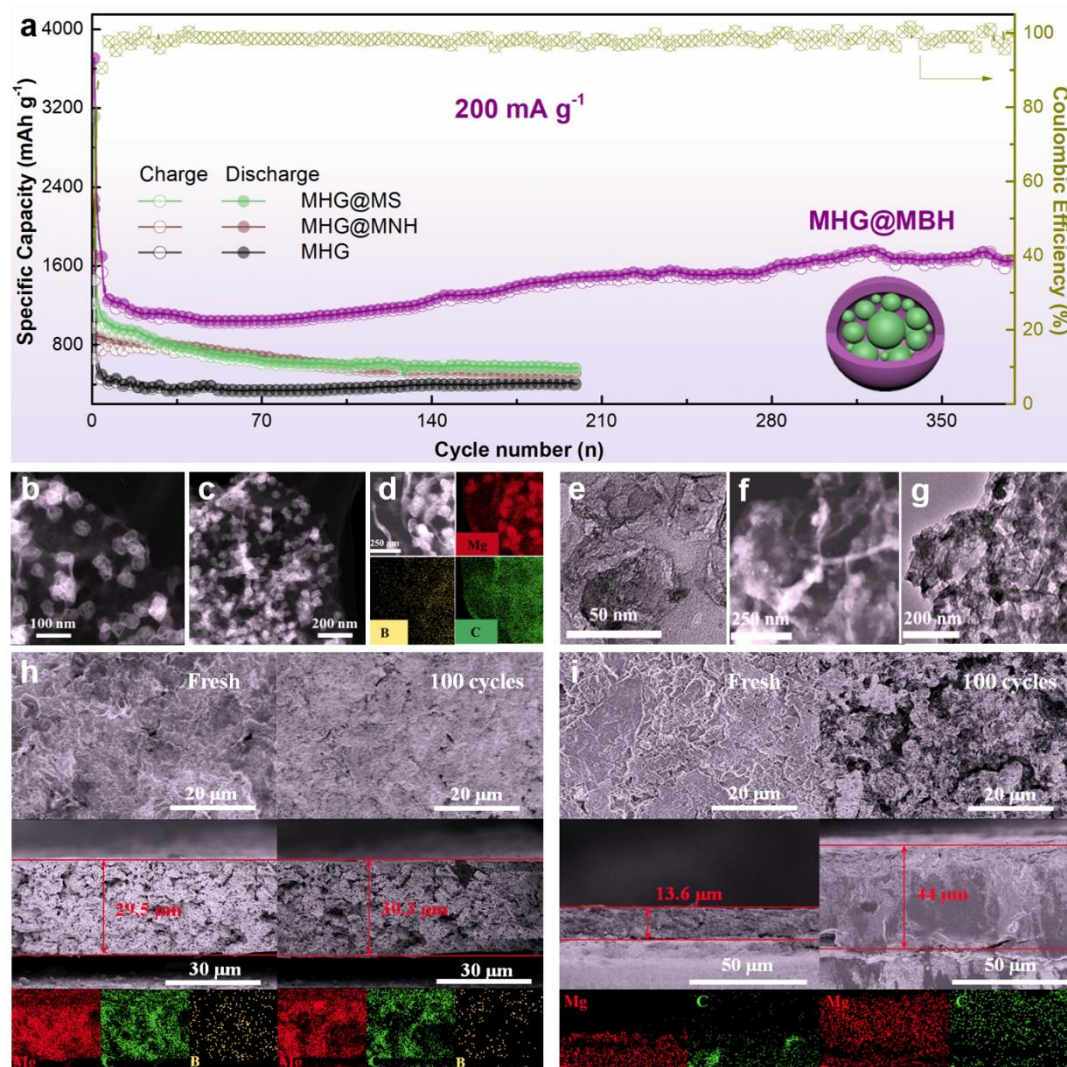 a
4000
3200
2400
1600
800
Specific Capacity (mAh g⁻¹)
200 mA g⁻¹
Charge Discharge
MHG@MS
MHG@MNH
MHG
MHG@MBH
100
80
60
40
20
0
Coulombic Efficiency (%)
0 70 140 210 280 350
Cycle number (n)
b
100 nm
c
200 nm
d
250 nm
Mg
B
C
e
50 nm
f
250 nm
g
200 nm
h
Fresh
20 μm
100 cycles
20 μm
29.5 μm
30 μm
30.3 μm
30 μm
Mg C B Mg C B
i
Fresh
20 μm
100 cycles
20 μm
13.6 μm
50 μm
44 μm
50 μm
Mg C Mg C